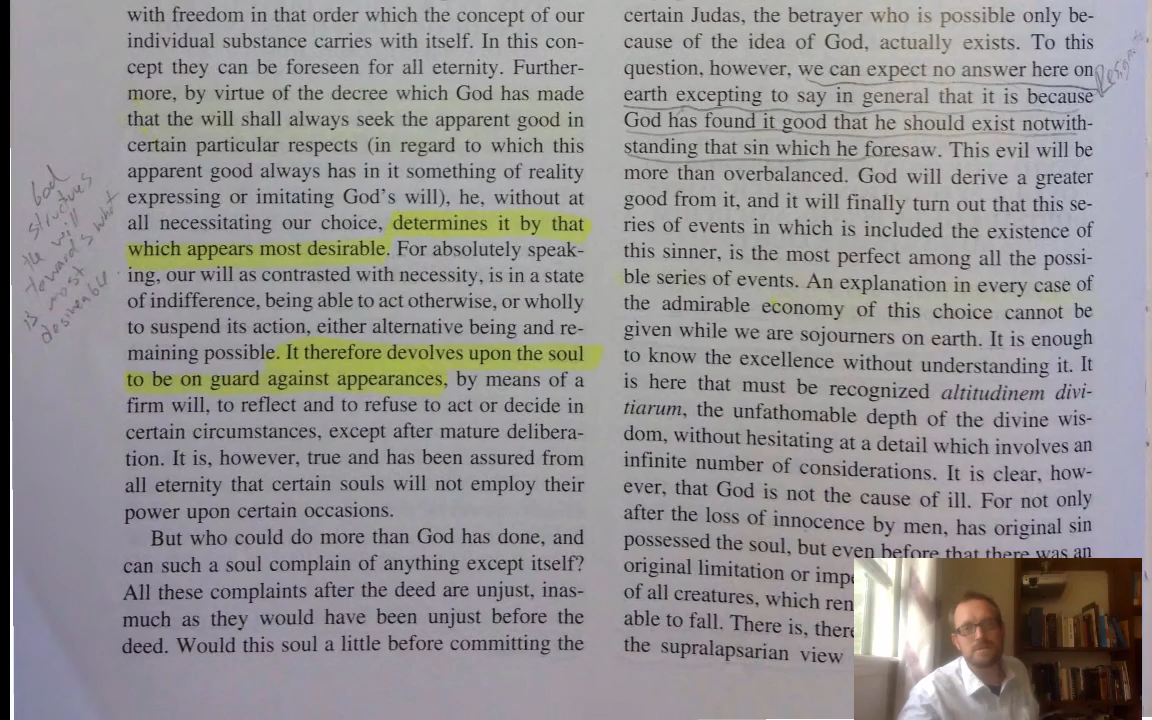 with freedom in that order which the concept of our
individual substance carries with itself. In this con-
cept they can be foreseen for all eternity. Further-
more, by virtue of the decree which God has made
that the will shall always seek the apparent good in
certain particular respects (in regard to which this
apparent good always has in it something of reality
expressing or imitating God's will), he, without at
all necessitating our choice, determines it by that
which appears most desirable. For absolutely speak-
ing, our will as contrasted with necessity, is in a state
of indifference, being able to act otherwise, or wholly
to suspend its action, either alternative being and re-
maining possible. It therefore devolves upon the soul
to be on guard against appearances, by means of a
firm will, to reflect and to refuse to act or decide in
certain circumstances, except after mature delibera-
tion. It is, however, true and has been assured from
all eternity that certain souls will not employ their
power upon certain occasions.
But who could do more than God has done, and
can such a soul complain of anything except itself?
All these complaints after the deed are unjust, inas-
much as they would have been unjust before the
deed. Would this soul a little before committing the
God
structures
the will
towards what
is most
desireable.
certain Judas, the betrayer who is possible only be-
cause of the idea of God, actually exists. To this
question, however, we can expect no answer here on
earth excepting to say in general that it is because
God has found it good that he should exist notwith-
standing that sin which he foresaw. This evil will be
more than overbalanced. God will derive a greater
good from it, and it will finally turn out that this se-
ries of events in which is included the existence of
this sinner, is the most perfect among all the possi-
ble series of events. An explanation in every case of
the admirable economy of this choice cannot be
given while we are sojourners on earth. It is enough
to know the excellence without understanding it. It
is here that must be recognized altitudinem divi-
tiarum, the unfathomable depth of the divine wis-
dom, without hesitating at a detail which involves an
infinite number of considerations. It is clear, how-
ever, that God is not the cause of ill. For not only
after the loss of innocence by men, has original sin
possessed the soul, but even before that there was an
original limitation or impe
of all creatures, which ren
able to fall. There is, there
the supralapsarian view